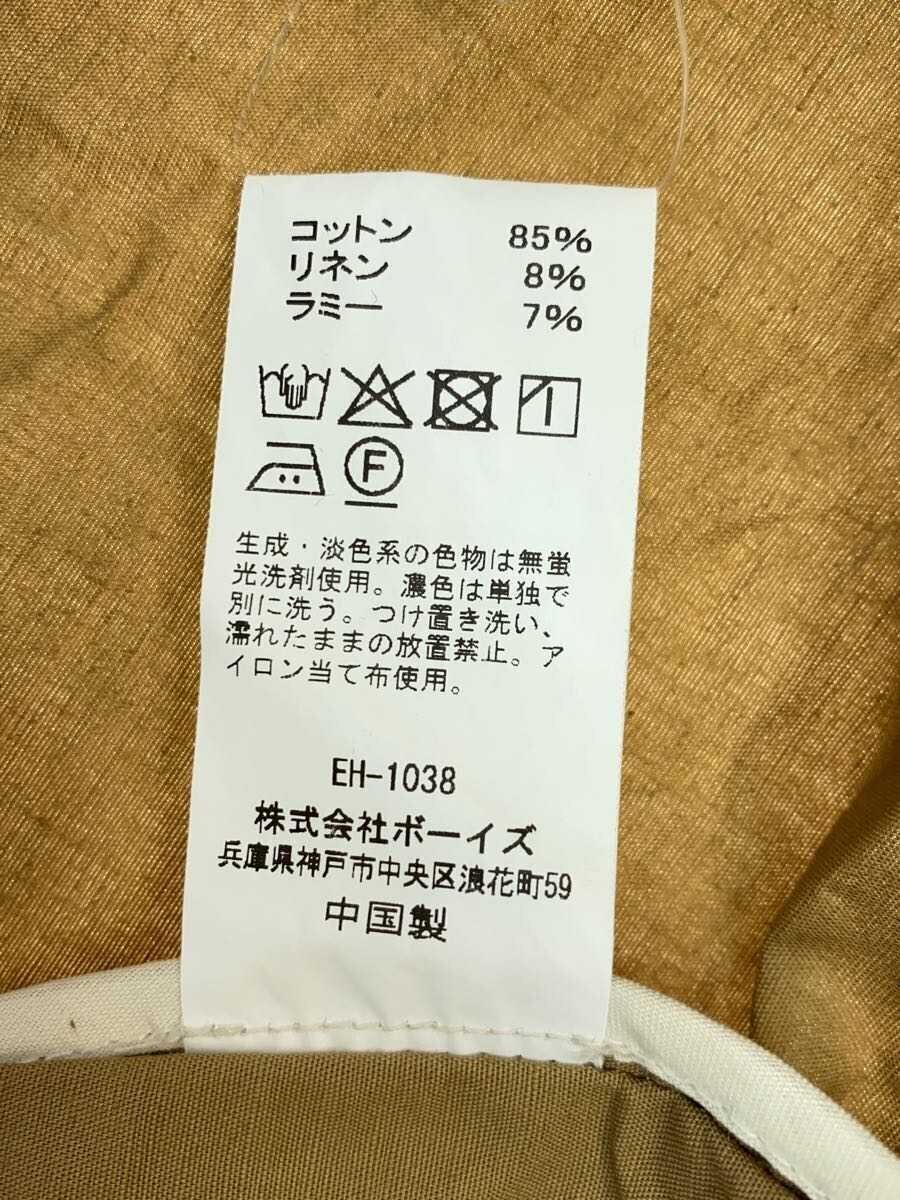 コットン 85%
リネン 8%
ラミー 7%
F
生成・淡色系の色物は無蛍
光洗剤使用。濃色は単独で
別に洗う。つけ置き洗い、
濡れたままの放置禁止。ア
イロン当て布使用。
EH-1038
株式会社ボーイズ
兵庫県神戸市中央区浪花町59
中国製